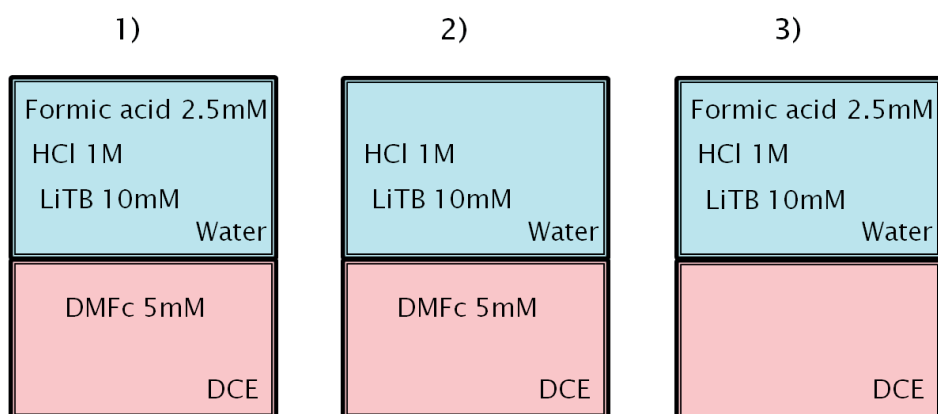 1)
2)
3)
Formic acid 2.5mM
HCl 1M
LiTB 10mM
Water
DMFc 5mM
DCE
HCl 1M
LiTB 10mM
Water
DMFc 5mM
DCE
Formic acid 2.5mM
HCl 1M
LiTB 10mM
Water
DCE